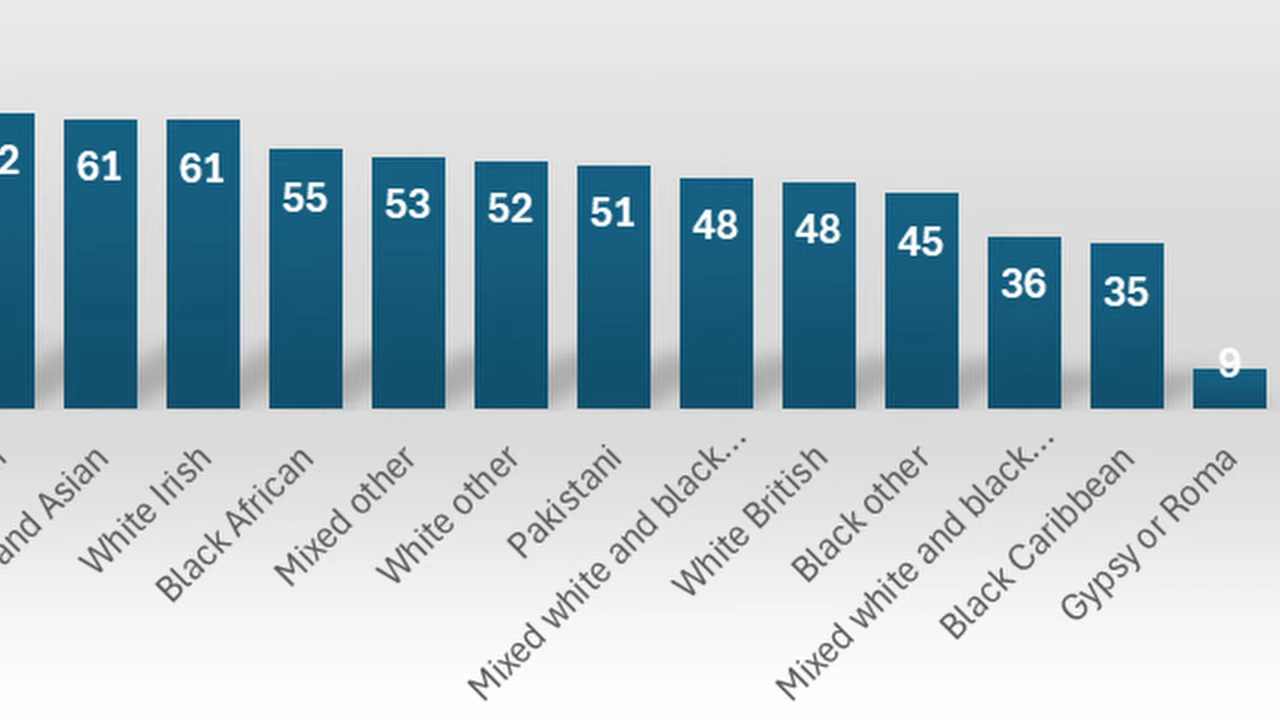 2
61
61
55
53
52
51
48
48
45
36
35
9
and Asian
White Irish
Black African
Mixed other
White other
Pakistani
Mixed white and black...
White British
Black other
Mixed white and black...
Black Caribbean
Gypsy or Roma